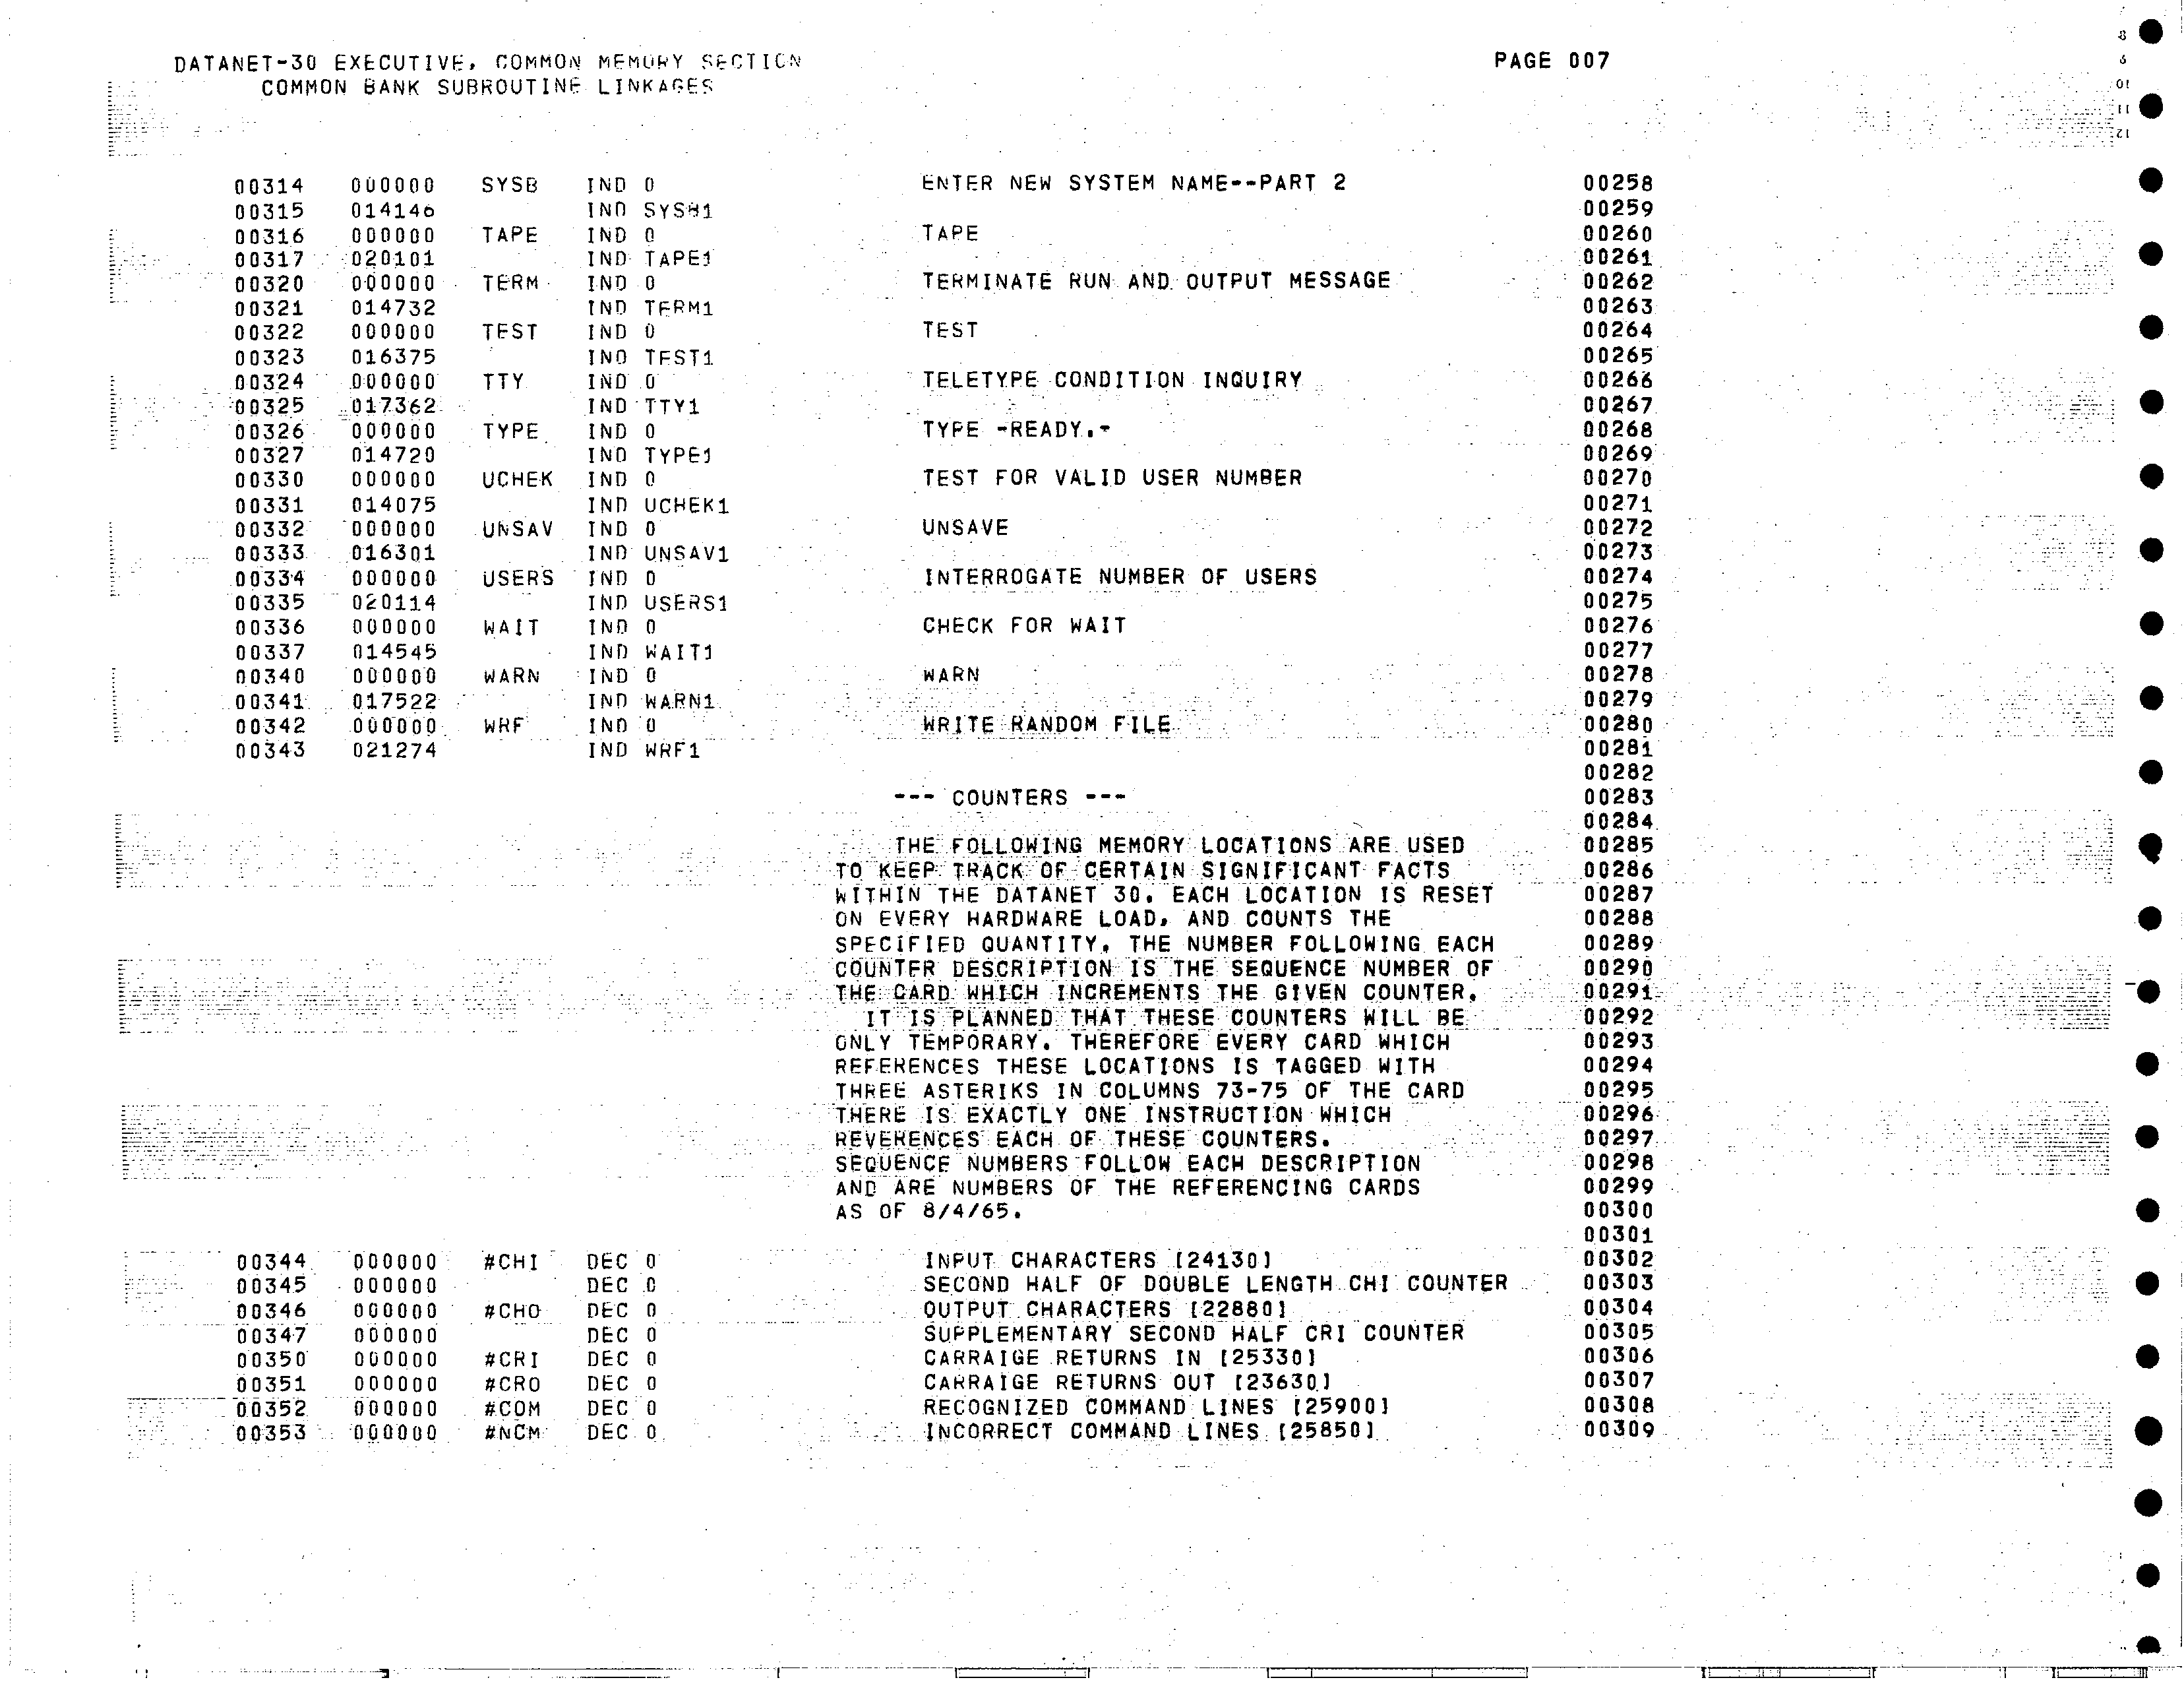 DATANET-30 EXECUTIVE, COMMON MEMORY SECTION PAGE 007
COMMON BANK SUBROUTINE LINKAGES
00314 000000 SYSB IND 0 ENTER NEW SYSTEM NAME--PART 2 00258
00315 014146 IND SYSB1 00259
00316 000000 TAPE IND 0 TAPE 00260
00317 020101 IND TAPE1 00261
00320 000000 TERM IND 0 TERMINATE RUN AND OUTPUT MESSAGE 00262
00321 014732 IND TERM1 00263
00322 000000 TEST IND 0 TEST 00264
00323 016375 IND TEST1 00265
00324 000000 TTY IND 0 TELETYPE CONDITION INQUIRY 00266
00325 017362 IND TTY1 00267
00326 000000 TYPE IND 0 TYPE -READY.- 00268
00327 014720 IND TYPE1 00269
00330 000000 UCHEK IND 0 TEST FOR VALID USER NUMBER 00270
00331 014075 IND UCHEK1 00271
00332 000000 UNSAV IND 0 UNSAVE 00272
00333 016301 IND UNSAV1 00273
00334 000000 USERS IND 0 INTERROGATE NUMBER OF USERS 00274
00335 020114 IND USERS1 00275
00336 000000 WAIT IND 0 CHECK FOR WAIT 00276
00337 014545 IND WAIT1 00277
00340 000000 WARN IND 0 WARN 00278
00341 017522 IND WARN1 00279
00342 000000 WRF IND 0 WRITE RANDOM FILE 00280
00343 021274 IND WRF1 00281
00282
--- COUNTERS --- 00283
00284
THE FOLLOWING MEMORY LOCATIONS ARE USED 00285
TO KEEP TRACK OF CERTAIN SIGNIFICANT FACTS 00286
WITHIN THE DATANET 30. EACH LOCATION IS RESET 00287
ON EVERY HARDWARE LOAD, AND COUNTS THE 00288
SPECIFIED QUANTITY. THE NUMBER FOLLOWING EACH 00289
COUNTER DESCRIPTION IS THE SEQUENCE NUMBER OF 00290
THE CARD WHICH INCREMENTS THE GIVEN COUNTER. 00291
IT IS PLANNED THAT THESE COUNTERS WILL BE 00292
ONLY TEMPORARY. THEREFORE EVERY CARD WHICH 00293
REFERENCES THESE LOCATIONS IS TAGGED WITH 00294
THREE ASTERIKS IN COLUMNS 73-75 OF THE CARD 00295
THERE IS EXACTLY ONE INSTRUCTION WHICH 00296
REVERENCES EACH OF THESE COUNTERS. 00297
SEQUENCE NUMBERS FOLLOW EACH DESCRIPTION 00298
AND ARE NUMBERS OF THE REFERENCING CARDS 00299
AS OF 8/4/65. 00300
00301
00344 000000 #CHI DEC 0 INPUT CHARACTERS [24130] 00302
00345 000000 DEC 0 SECOND HALF OF DOUBLE LENGTH CHI COUNTER 00303
00346 000000 #CHO DEC 0 OUTPUT CHARACTERS [22880] 00304
00347 000000 DEC 0 SUPPLEMENTARY SECOND HALF CRI COUNTER 00305
00350 000000 #CRI DEC 0 CARRAIGE RETURNS IN [25330] 00306
00351 000000 #CRO DEC 0 CARRAIGE RETURNS OUT [23630] 00307
00352 000000 #COM DEC 0 RECOGNIZED COMMAND LINES [25900] 00308
00353 000000 #NCM DEC 0 INCORRECT COMMAND LINES [25850] 00309
8
9
10
11
12